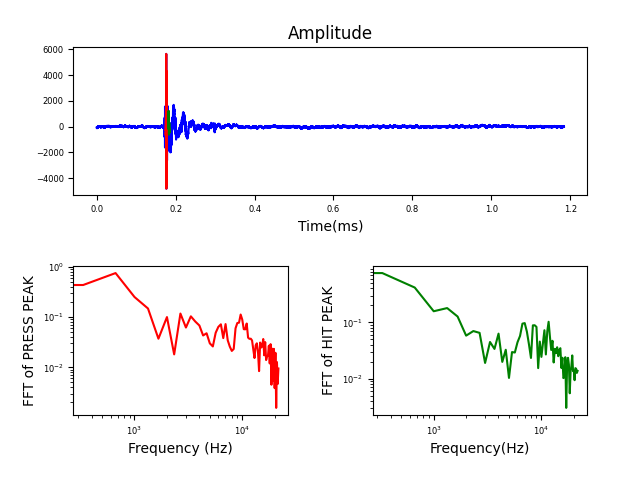 Amplitude
6000
4000
2000
0
−2000
−4000
0.0 0.2 0.4 0.6 0.8 1.0 1.2
Time(ms)
FFT of PRESS PEAK
10⁰
10⁻¹
10⁻²
10³ 10⁴
Frequency (Hz)
FFT of HIT PEAK
10⁻¹
10⁻²
10³ 10⁴
Frequency(Hz)